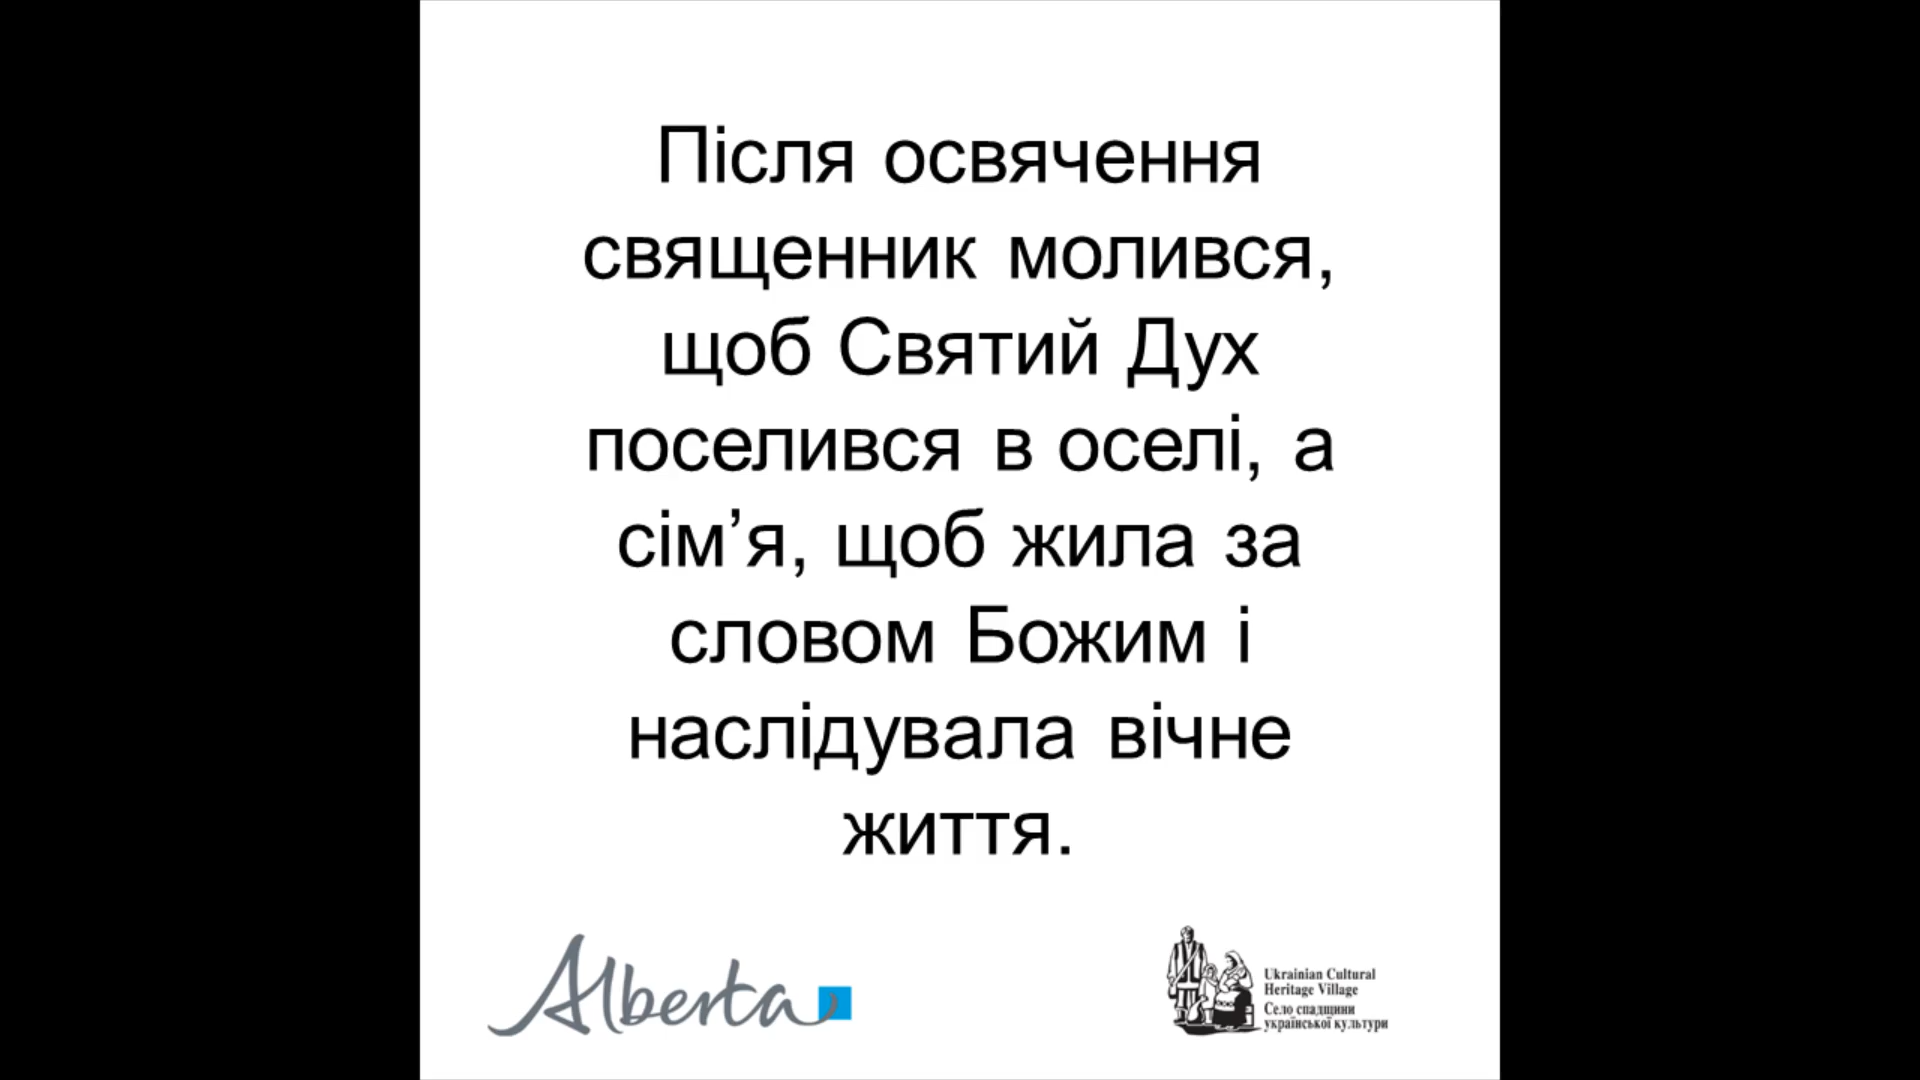 Після освячення
священник молився,
щоб Святий Дух
поселився в оселі, а
сім’я, щоб жила за
словом Божим і
наслідувала вічне
життя.
Alberta
Ukrainian Cultural
Heritage Village
Село спадщини
української культури